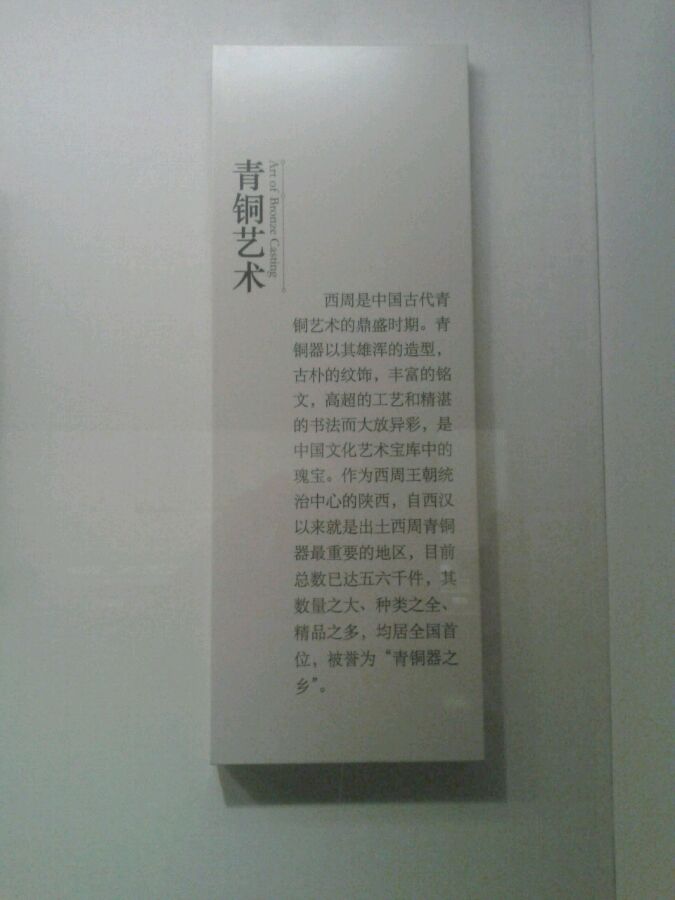 青铜艺术
Art of Bronze Casting
西周是中国古代青
铜艺术的鼎盛时期。青
铜器以其雄浑的造型，
古朴的纹饰，丰富的铭
文，高超的工艺和精湛
的书法而大放异彩，是
中国文化艺术宝库中的
瑰宝。作为西周王朝统
治中心的陕西，自西汉
以来就是出土西周青铜
器最重要的地区，目前
总数已达五六千件，其
数量之大、种类之全、
精品之多，均居全国首
位，被誉为“青铜器之
乡”。